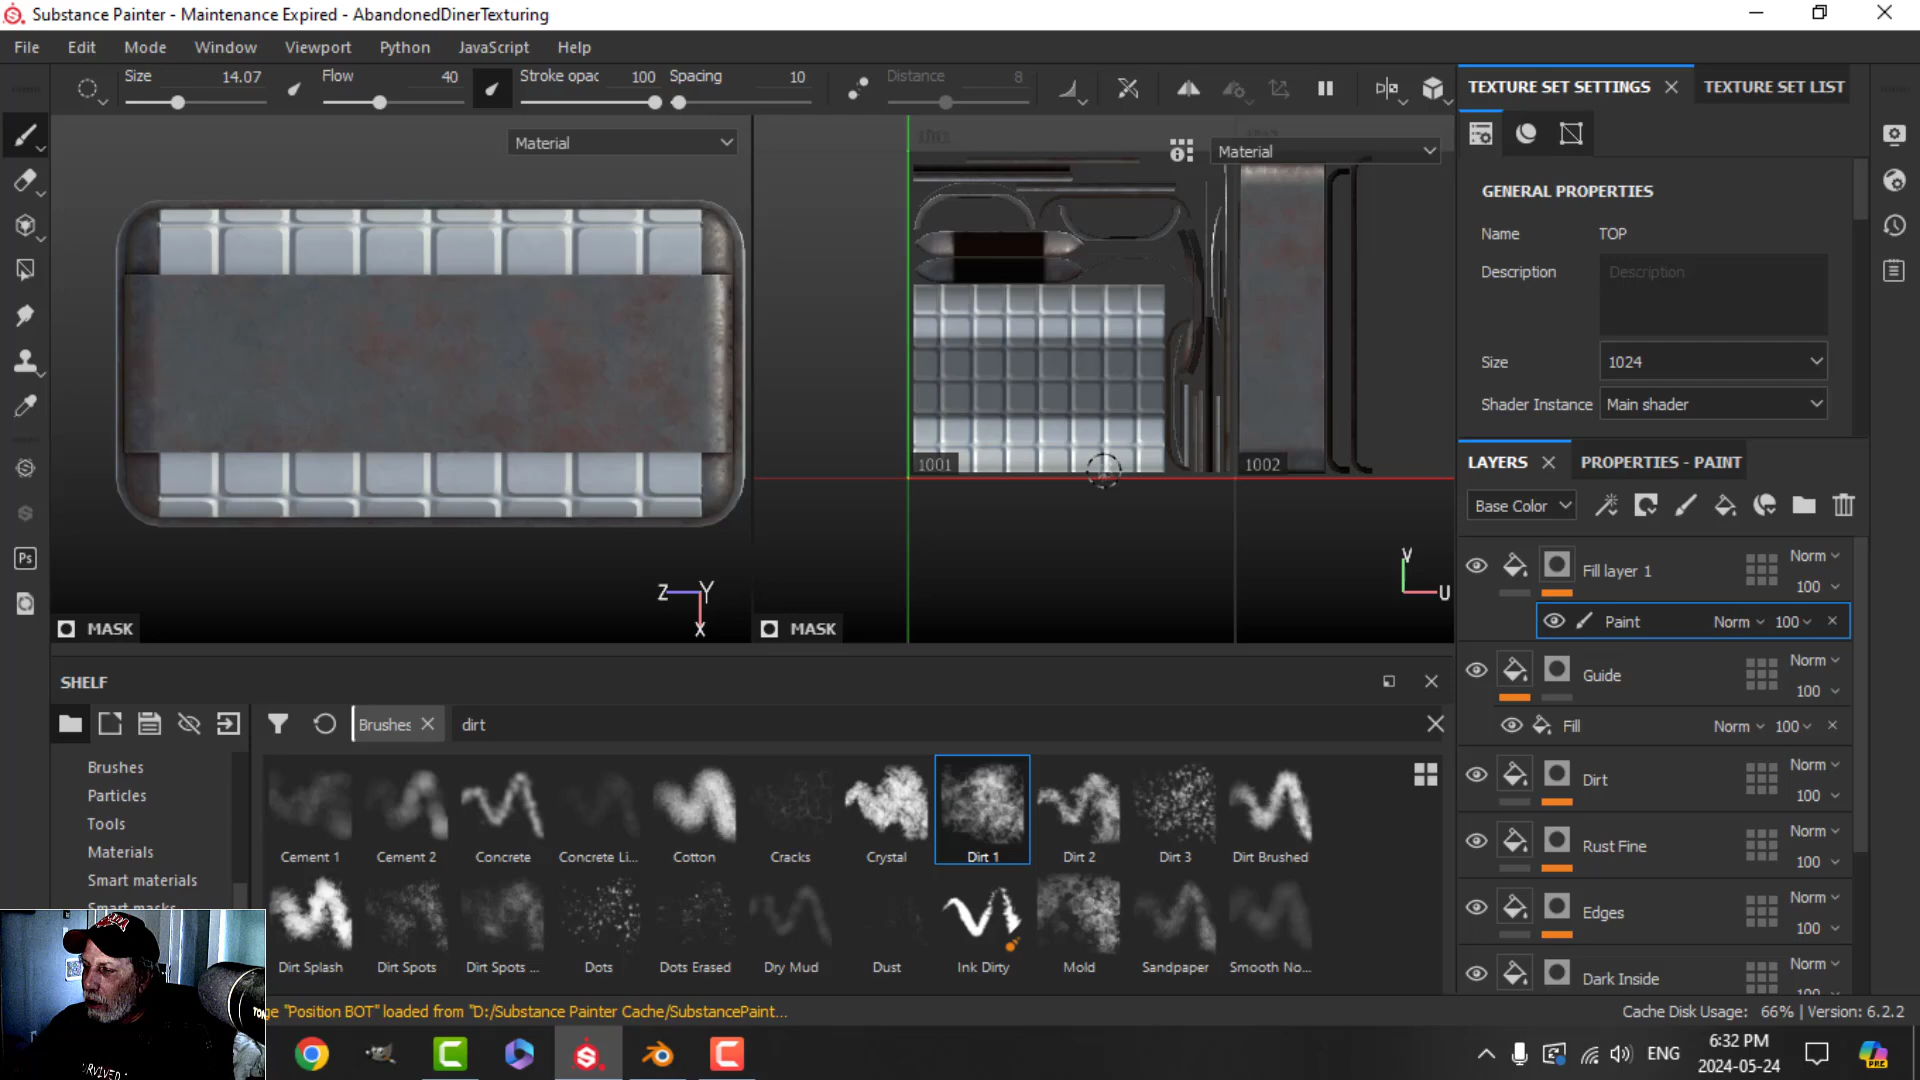 Substance Painter - Maintenance Expired - AbandonedDinerTexturing
File Edit Mode Window Viewport Python JavaScript Help
Size 14.07 Flow 40 Stroke opac 100 Spacing 10 Distance 8
TEXTURE SET SETTINGS TEXTURE SET LIST
Material
Material
GENERAL PROPERTIES
Name TOP
Description Description
Size 1024
Shader Instance Main shader
1001 1002
LAYERS PROPERTIES - PAINT
Base Color
Fill layer 1 Norm 100
Paint Norm 100
Guide Norm 100
Fill Norm 100
Dirt Norm 100
Rust Fine Norm 100
Edges Norm 100
Dark Inside Norm 100
Z Y X
V U
MASK MASK
SHELF
Brushes dirt
Brushes
Particles
Tools
Materials
Smart materials
Smart masks
Cement 1 Cement 2 Concrete Concrete Li... Cotton Cracks Crystal Dirt 1 Dirt 2 Dirt 3 Dirt Brushed
Dirt Splash Dirt Spots Dirt Spots ... Dots Dots Erased Dry Mud Dust Ink Dirty Mold Sandpaper Smooth No...
ge "Position BOT" loaded from "D:/Substance Painter Cache/SubstancePaint...
Cache Disk Usage: 66% | Version: 6.2.2
ENG
6:32 PM
2024-05-24